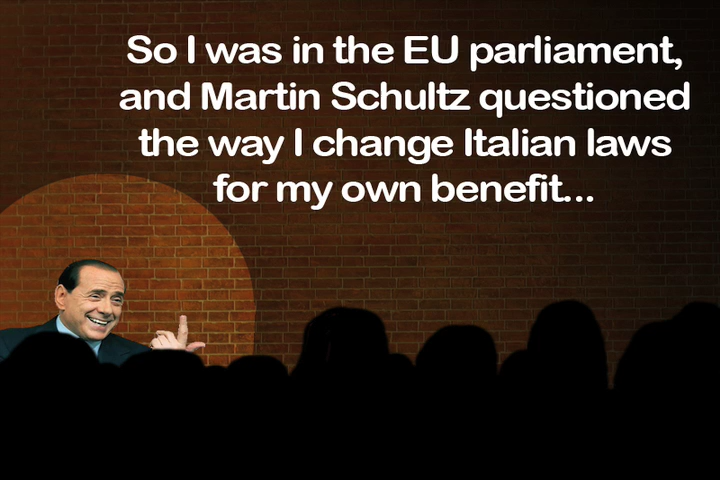 So I was in the EU parliament,
and Martin Schultz questioned
the way I change Italian laws
for my own benefit...